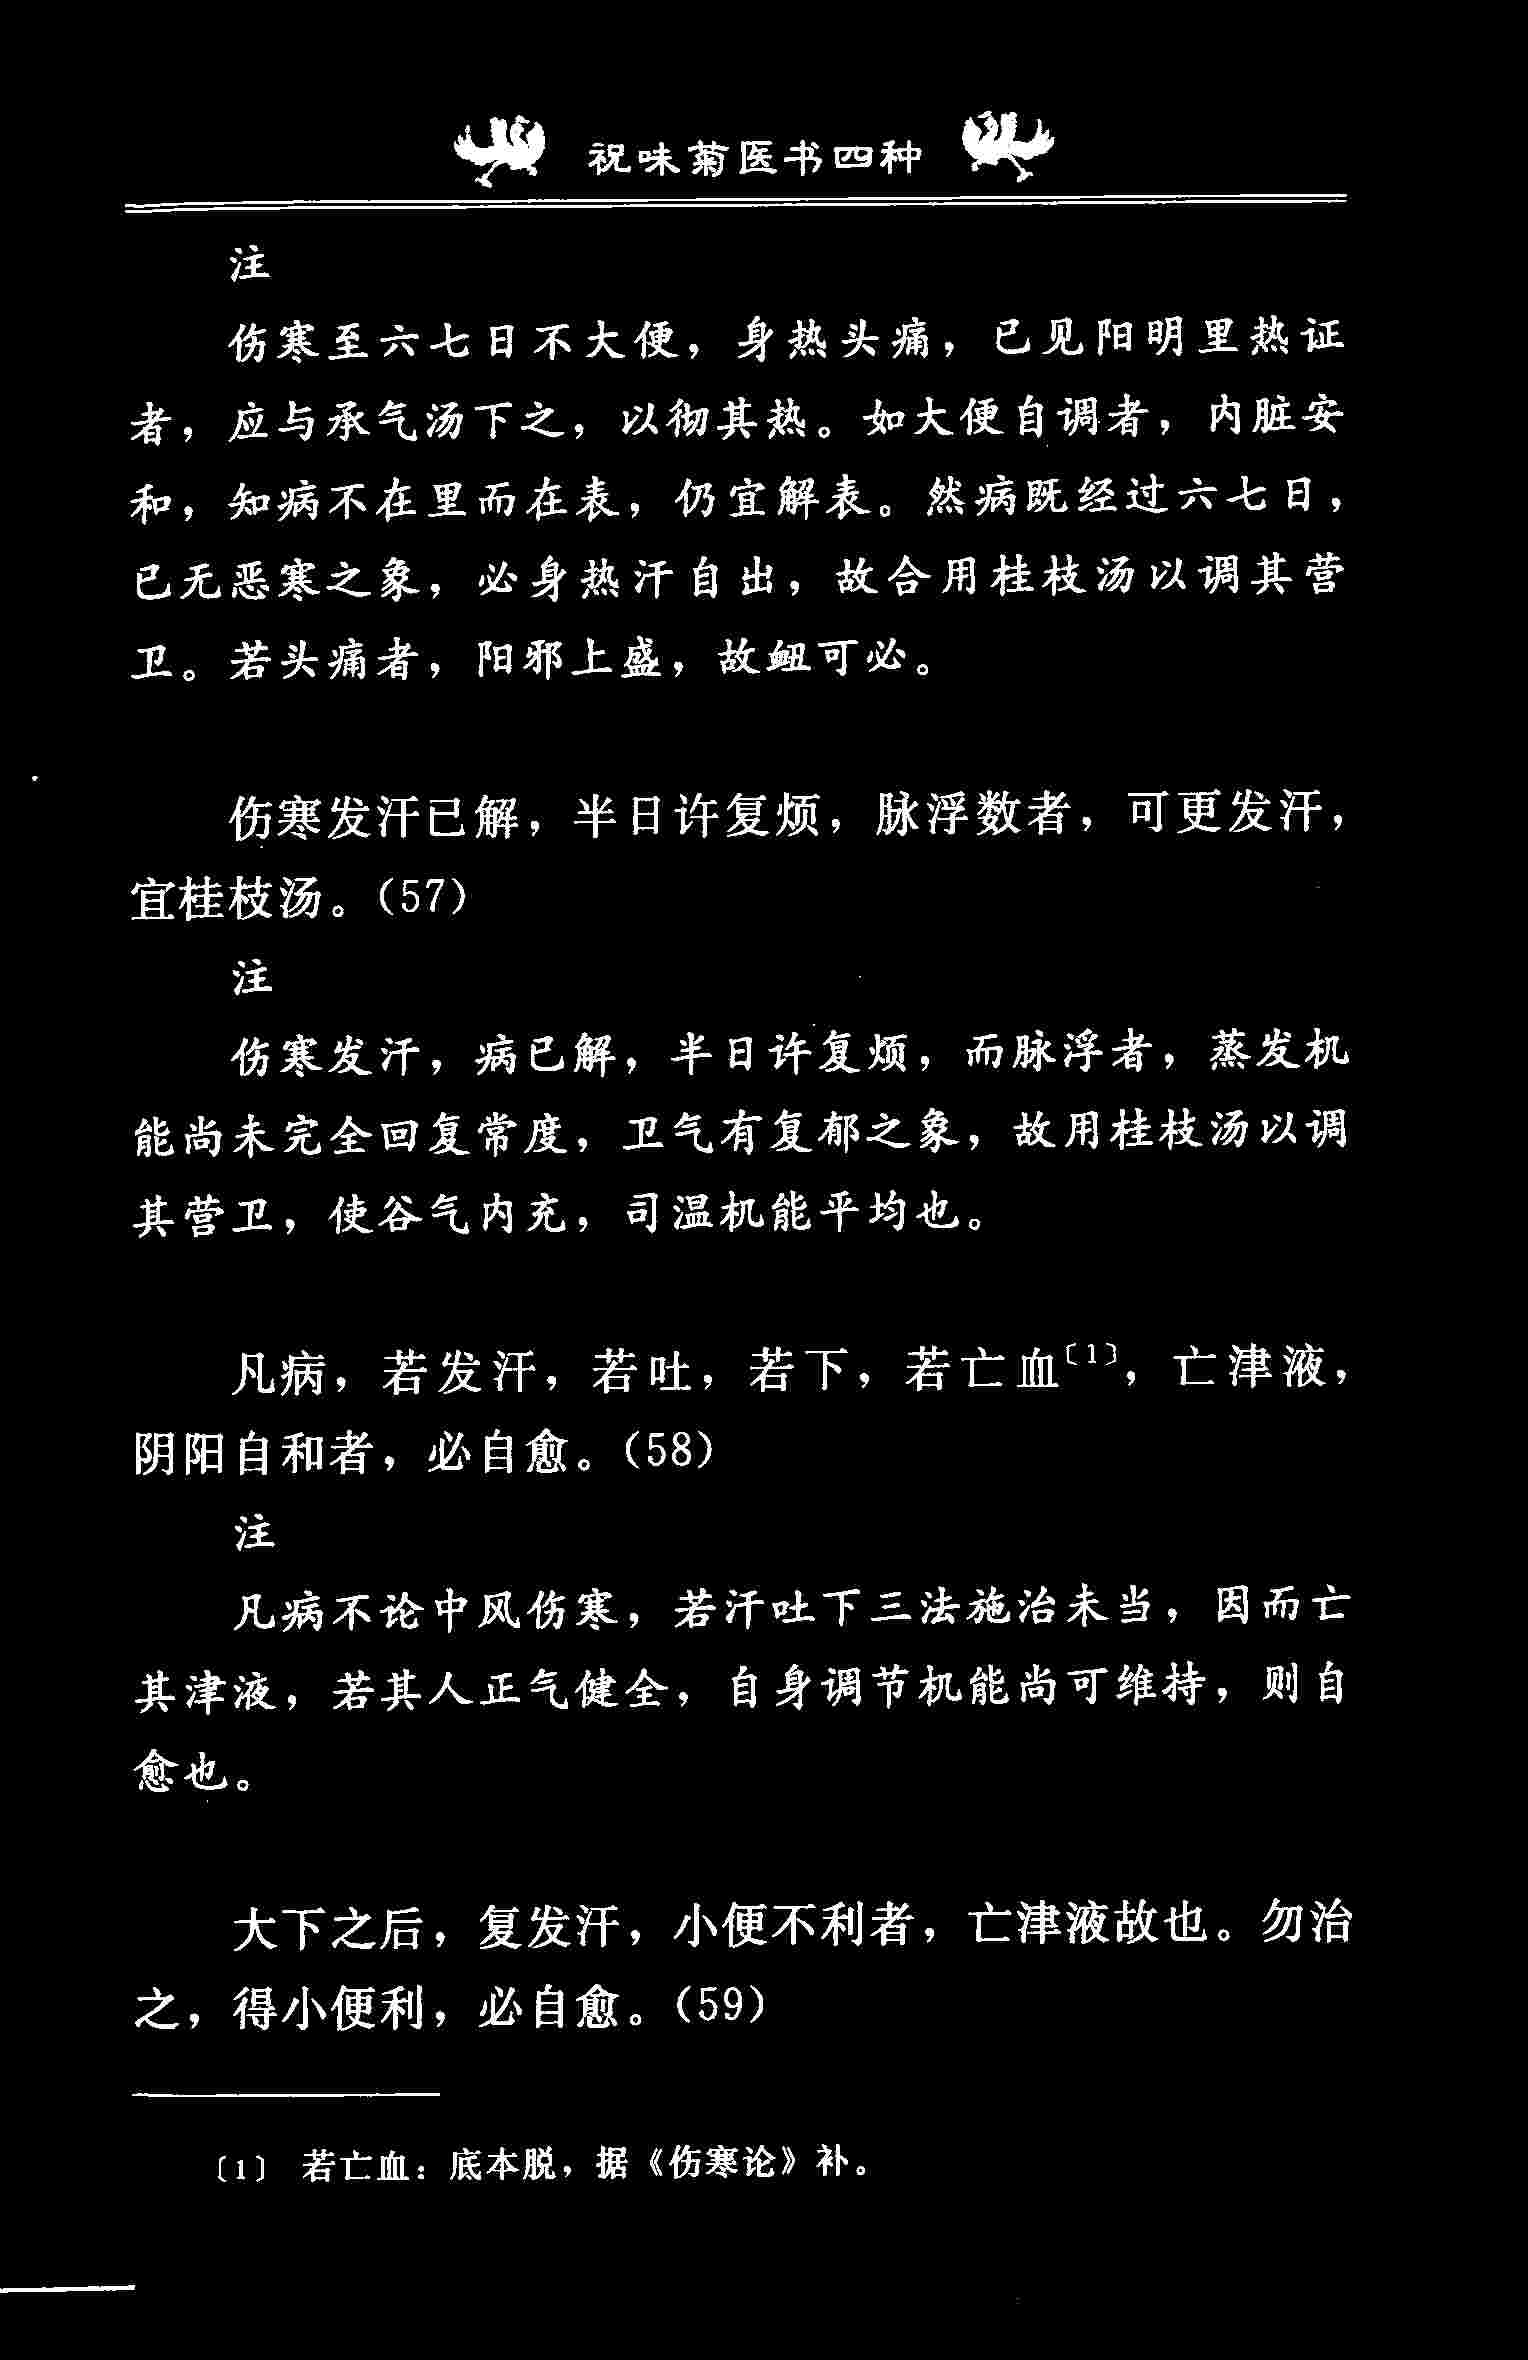 祝味菊医书四种
注
伤寒至六七日不大便，身热头痛，已见阳明里热证
者，应与承气汤下之，以彻其热。如大便自调者，内脏安
和，知病不在里而在表，仍宜解表。然病既经过六七日，
已无恶寒之象，必身热汗自出，故合用桂枝汤以调其营
卫。若头痛者，阳邪上盛，故衄可必。
伤寒发汗已解，半日许复烦，脉浮数者，可更发汗，
宜桂枝汤。(57)
注
伤寒发汗，病已解，半日许复烦，而脉浮者，蒸发机
能尚未完全回复常度，卫气有复郁之象，故用桂枝汤以调
其营卫，使谷气内充，司温机能平均也。
凡病，若发汗，若吐，若下，若亡血〔1〕，亡津液，
阴阳自和者，必自愈。(58)
注
凡病不论中风伤寒，若汗吐下三法施治未当，因而亡
其津液，若其人正气健全，自身调节机能尚可维持，则自
愈也。
大下之后，复发汗，小便不利者，亡津液故也。勿治
之，得小便利，必自愈。(59)
〔1〕 若亡血：底本脱，据《伤寒论》补。